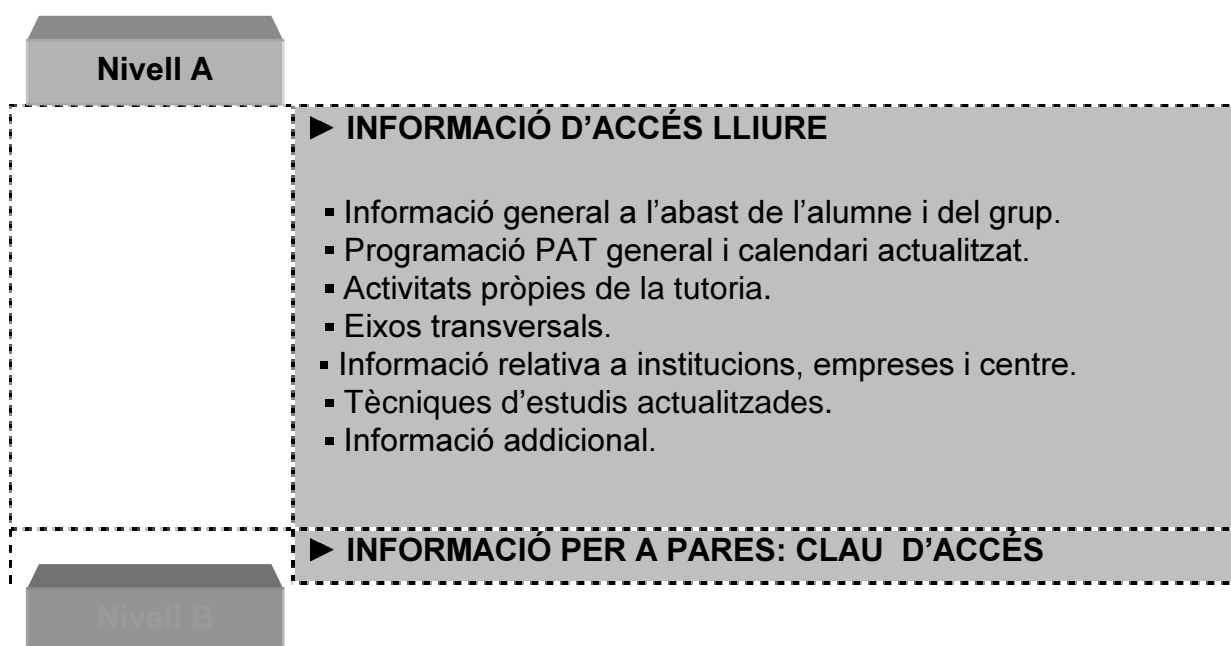 Nivell A
► INFORMACIÓ D’ACCÉS LLIURE
▪ Informació general a l’abast de l’alumne i del grup.
▪ Programació PAT general i calendari actualitzat.
▪ Activitats pròpies de la tutoria.
▪ Eixos transversals.
▪ Informació relativa a institucions, empreses i centre.
▪ Tècniques d’estudis actualitzades.
▪ Informació addicional.
► INFORMACIÓ PER A PARES: CLAU D’ACCÉS
Nivell B